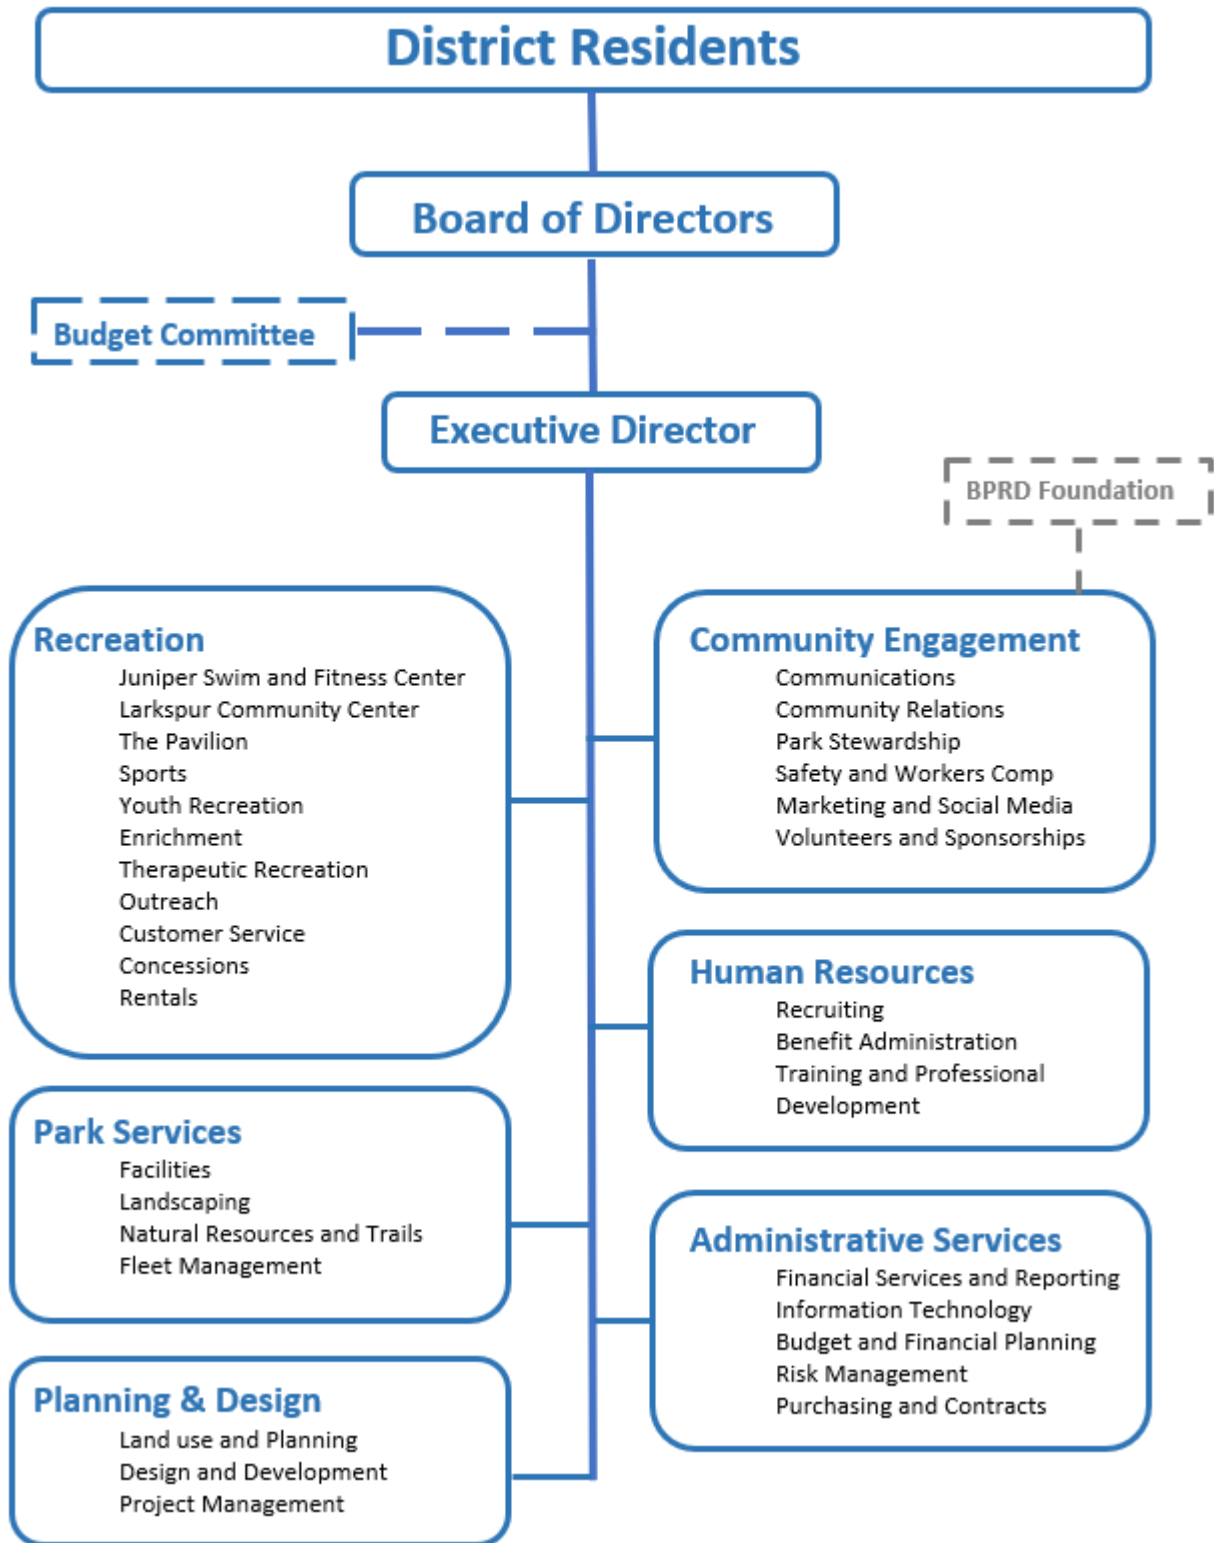 District Residents
Board of Directors
Budget Committee
Executive Director
BPRD Foundation
Recreation
Juniper Swim and Fitness Center
Larkspur Community Center
The Pavilion
Sports
Youth Recreation
Enrichment
Therapeutic Recreation
Outreach
Customer Service
Concessions
Rentals
Community Engagement
Communications
Community Relations
Park Stewardship
Safety and Workers Comp
Marketing and Social Media
Volunteers and Sponsorships
Human Resources
Recruiting
Benefit Administration
Training and Professional
Development
Park Services
Facilities
Landscaping
Natural Resources and Trails
Fleet Management
Administrative Services
Financial Services and Reporting
Information Technology
Budget and Financial Planning
Risk Management
Purchasing and Contracts
Planning & Design
Land use and Planning
Design and Development
Project Management